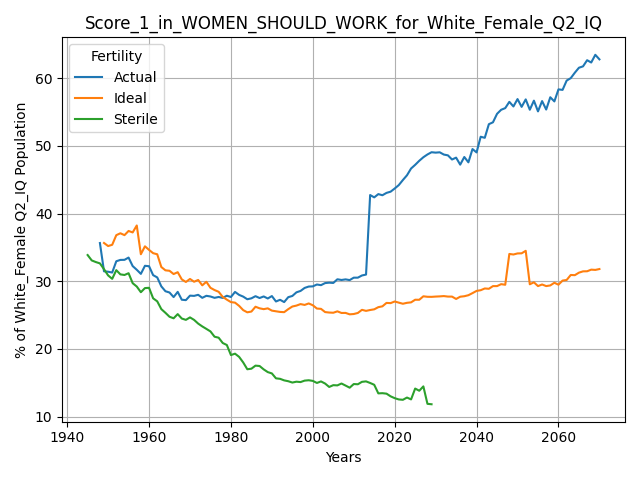 Score_1_in_WOMEN_SHOULD_WORK_for_White_Female_Q2_IQ
Fertility
Actual
Ideal
Sterile
% of White_Female Q2_IQ Population
60
50
40
30
20
10
1940
1960
1980
2000
2020
2040
2060
Years